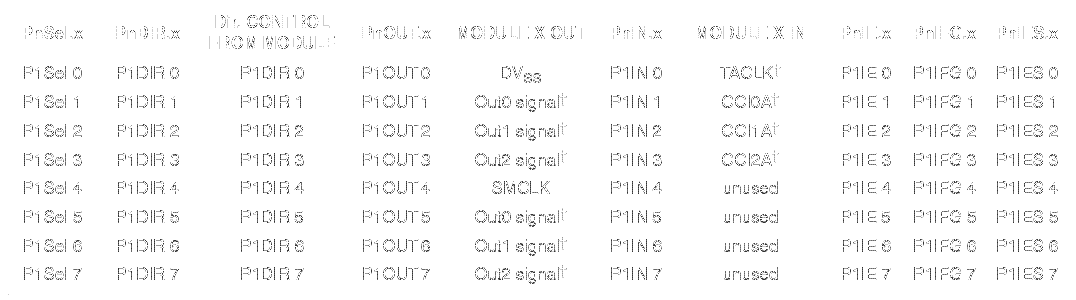 PnSel.x PnDIR.x Dir. CONTROL FROM MODULE PnOUT.x MODULE X OUT PnIN.x MODULE X IN PnIE.x PnIFG.x PnIES.x
P1Sel.0 P1DIR.0 P1DIR.0 P1OUT.0 DVSS P1IN.0 TACLK† P1IE.0 P1IFG.0 P1IES.0
P1Sel.1 P1DIR.1 P1DIR.1 P1OUT.1 Out0 signal† P1IN.1 CCI0A† P1IE.1 P1IFG.1 P1IES.1
P1Sel.2 P1DIR.2 P1DIR.2 P1OUT.2 Out1 signal† P1IN.2 CCI1A† P1IE.2 P1IFG.2 P1IES.2
P1Sel.3 P1DIR.3 P1DIR.3 P1OUT.3 Out2 signal† P1IN.3 CCI2A† P1IE.3 P1IFG.3 P1IES.3
P1Sel.4 P1DIR.4 P1DIR.4 P1OUT.4 SMCLK P1IN.4 unused P1IE.4 P1IFG.4 P1IES.4
P1Sel.5 P1DIR.5 P1DIR.5 P1OUT.5 Out0 signal† P1IN.5 unused P1IE.5 P1IFG.5 P1IES.5
P1Sel.6 P1DIR.6 P1DIR.6 P1OUT.6 Out1 signal† P1IN.6 unused P1IE.6 P1IFG.6 P1IES.6
P1Sel.7 P1DIR.7 P1DIR.7 P1OUT.7 Out2 signal† P1IN.7 unused P1IE.7 P1IFG.7 P1IES.7